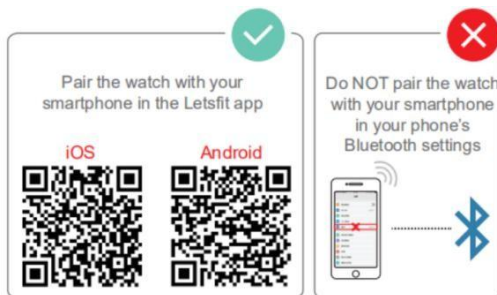 Pair the watch with your
smartphone in the Letsfit app
iOS
Android
Do NOT pair the watch
with your smartphone
in your phone's
Bluetooth settings